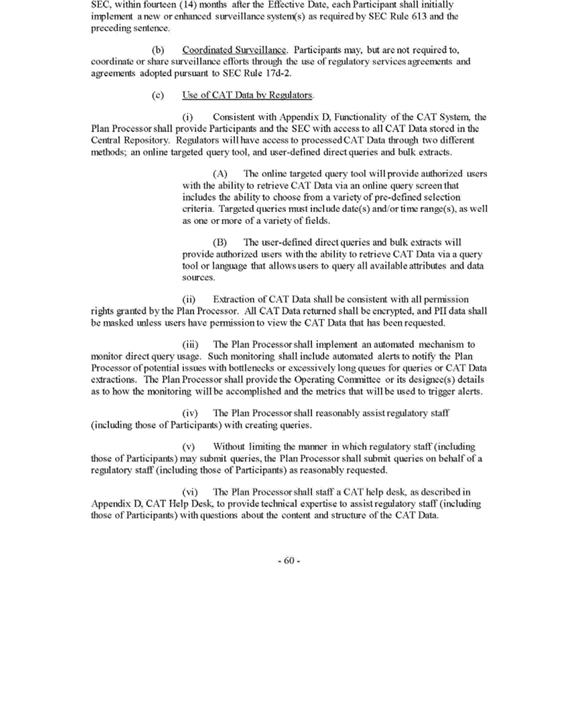 SEC, within fourteen (14) months after the Effective Date, each Participant shall initially
implement a new or enhanced surveillance system(s) as required by SEC Rule 613 and the
preceding sentence.
(b) Coordinated Surveillance. Participants may, but are not required to,
coordinate or share surveillance efforts through the use of regulatory services agreements and
agreements adopted pursuant to SEC Rule 17d-2.
(c) Use of CAT Data by Regulators.
(i) Consistent with Appendix D, Functionality of the CAT System, the
Plan Processor shall provide Participants and the SEC with access to all CAT Data stored in the
Central Repository. Regulators will have access to processed CAT Data through two different
methods; an online targeted query tool, and user-defined direct queries and bulk extracts.
(A) The online targeted query tool will provide authorized users
with the ability to retrieve CAT Data via an online query screen that
includes the ability to choose from a variety of pre-defined selection
criteria. Targeted queries must include date(s) and/or time range(s), as well
as one or more of a variety of fields.
(B) The user-defined direct queries and bulk extracts will
provide authorized users with the ability to retrieve CAT Data via a query
tool or language that allows users to query all available attributes and data
sources.
(ii) Extraction of CAT Data shall be consistent with all permission
rights granted by the Plan Processor. All CAT Data returned shall be encrypted, and PII data shall
be masked unless users have permission to view the CAT Data that has been requested.
(iii) The Plan Processor shall implement an automated mechanism to
monitor direct query usage. Such monitoring shall include automated alerts to notify the Plan
Processor of potential issues with bottlenecks or excessively long queues for queries or CAT Data
extractions. The Plan Processor shall provide the Operating Committee or its designee(s) details
as to how the monitoring will be accomplished and the metrics that will be used to trigger alerts.
(iv) The Plan Processor shall reasonably assist regulatory staff
(including those of Participants) with creating queries.
(v) Without limiting the manner in which regulatory staff (including
those of Participants) may submit queries, the Plan Processor shall submit queries on behalf of a
regulatory staff (including those of Participants) as reasonably requested.
(vi) The Plan Processor shall staff a CAT help desk, as described in
Appendix D, CAT Help Desk, to provide technical expertise to assist regulatory staff (including
those of Participants) with questions about the content and structure of the CAT Data.
- 60 -